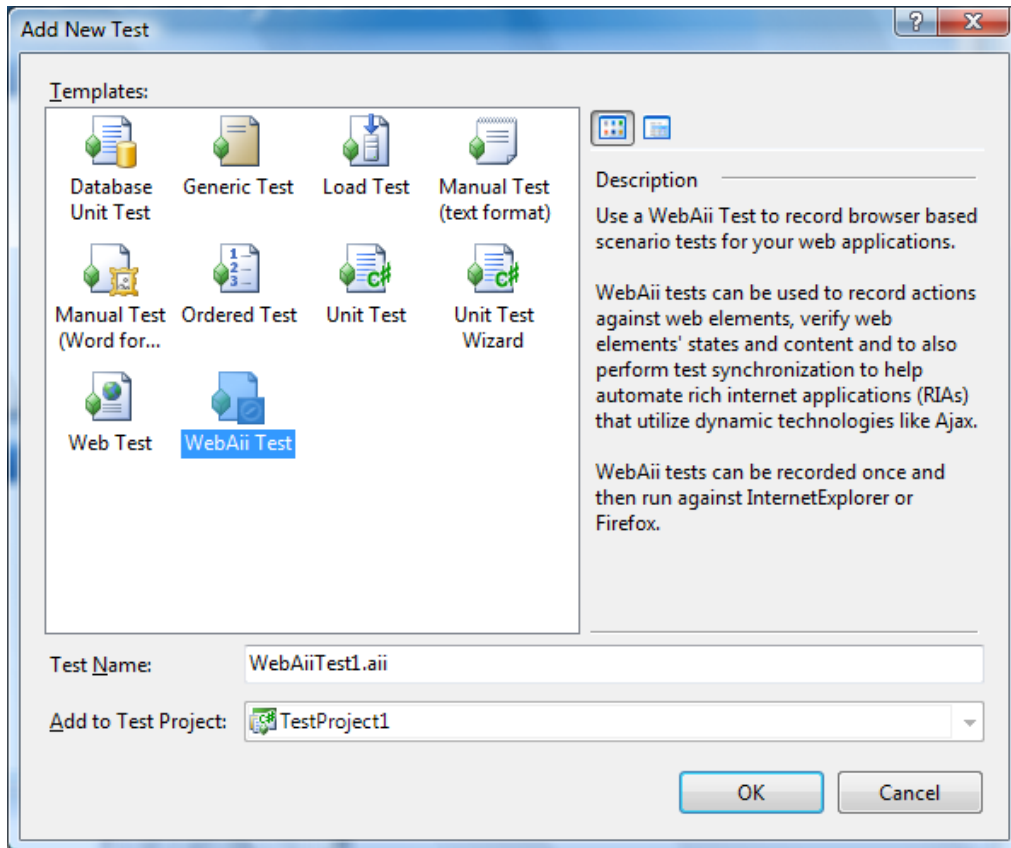 Add New Test
Templates:
Database
Unit Test
Generic Test
Load Test
Manual Test
(text format)
Manual Test
(Word for...
Ordered Test
Unit Test
Unit Test
Wizard
Web Test
WebAii Test
Description
Use a WebAii Test to record browser based
scenario tests for your web applications.
WebAii tests can be used to record actions
against web elements, verify web
elements' states and content and to also
perform test synchronization to help
automate rich internet applications (RIAs)
that utilize dynamic technologies like Ajax.
WebAii tests can be recorded once and
then run against InternetExplorer or
Firefox.
Test Name:
WebAiiTest1.aii
Add to Test Project:
TestProject1
OK
Cancel